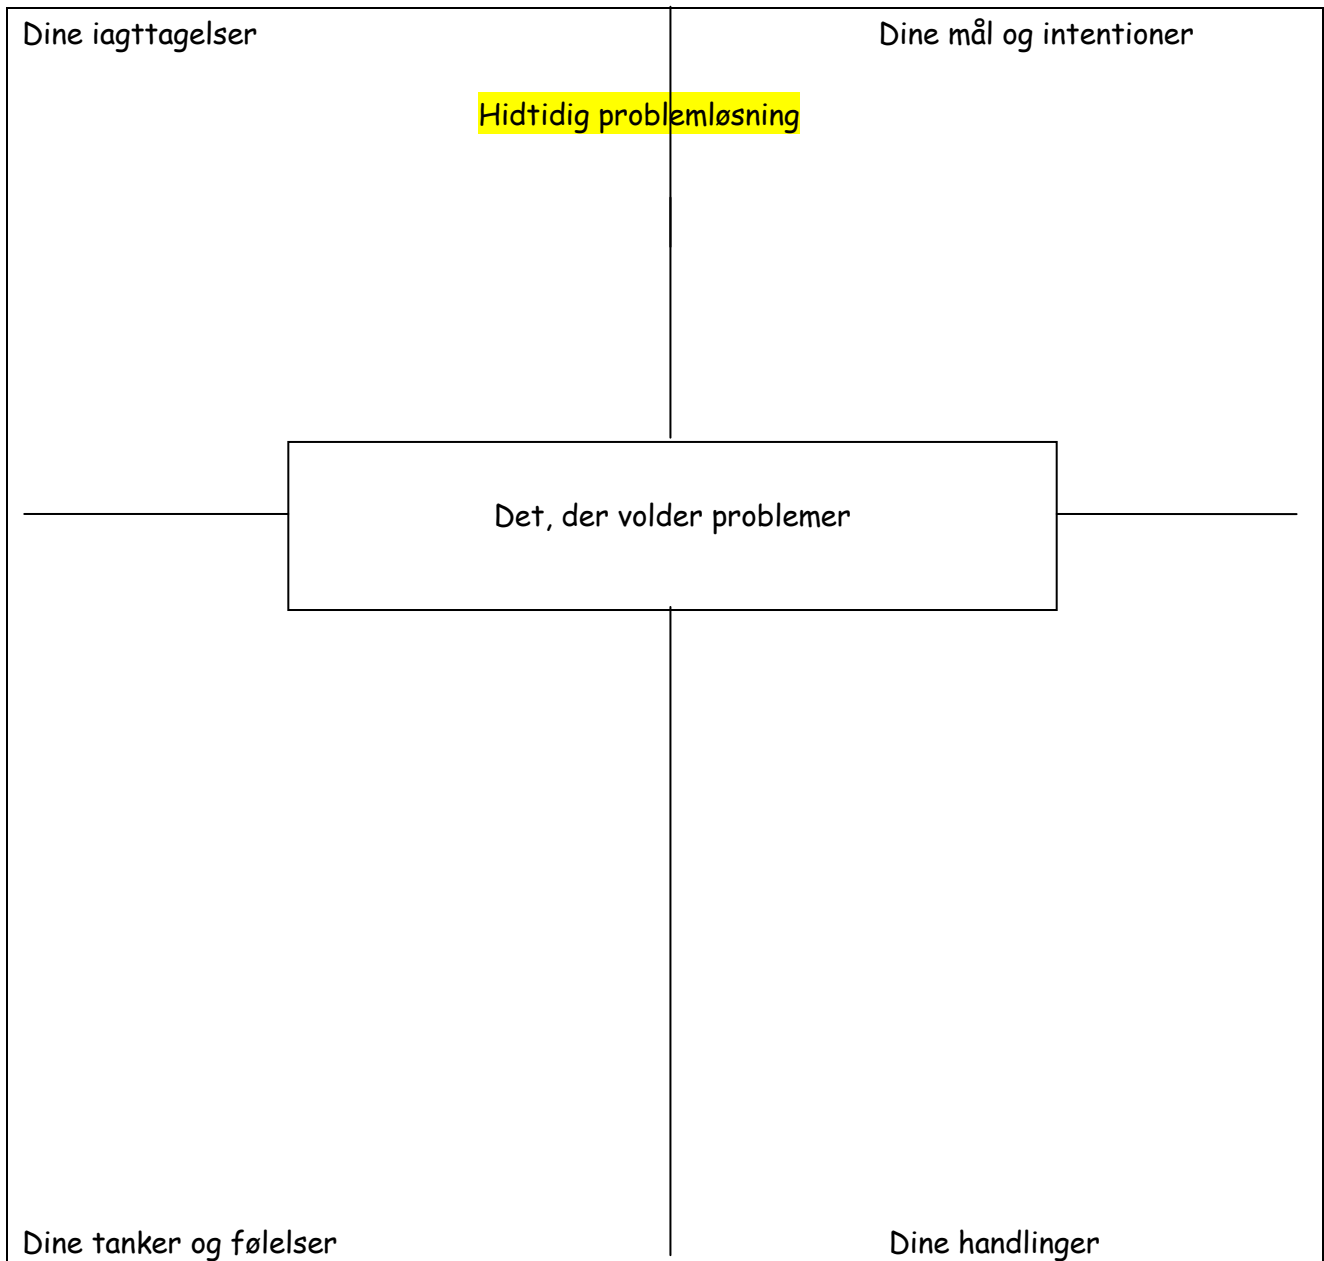 Dine iagttagelser
Dine mål og intentioner
Hidtidig problemløsning
Det, der volder problemer
Dine tanker og følelser
Dine handlinger